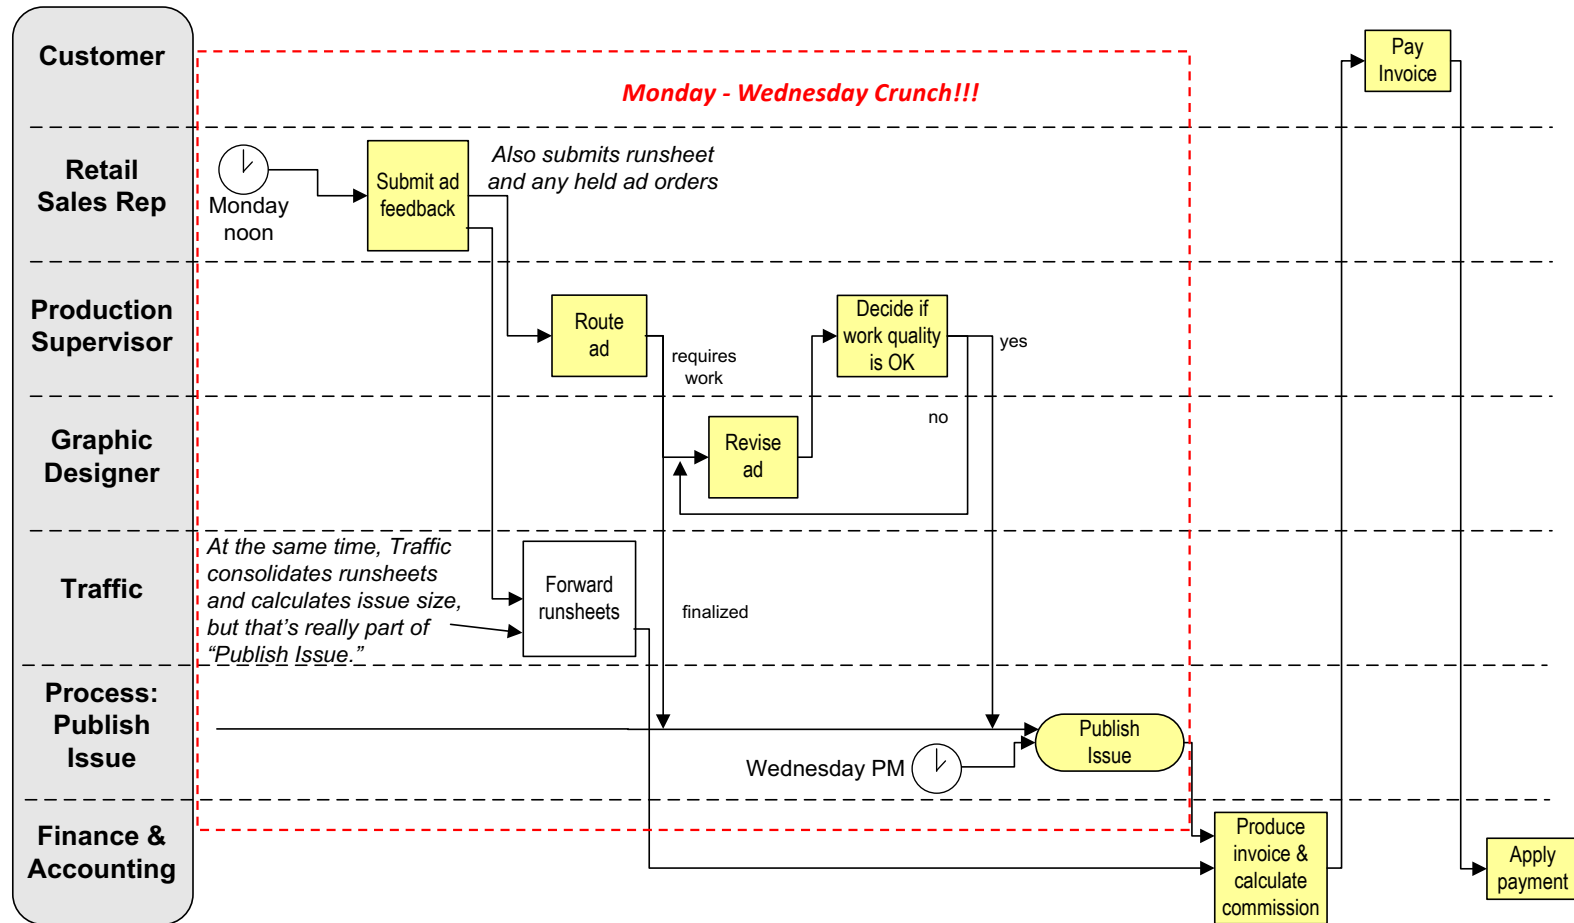 Customer
Monday - Wednesday Crunch!!!
Pay
Invoice
Retail
Sales Rep
Monday
noon
Submit ad
feedback
Also submits runsheet
and any held ad orders
Production
Supervisor
Route
ad
requires
work
Decide if
work quality
is OK
yes
no
Graphic
Designer
Revise
ad
Traffic
At the same time, Traffic
consolidates runsheets
and calculates issue size,
but that’s really part of
“Publish Issue.”
Forward
runsheets
finalized
Process:
Publish
Issue
Wednesday PM
Publish
Issue
Finance &
Accounting
Produce
invoice &
calculate
commission
Apply
payment